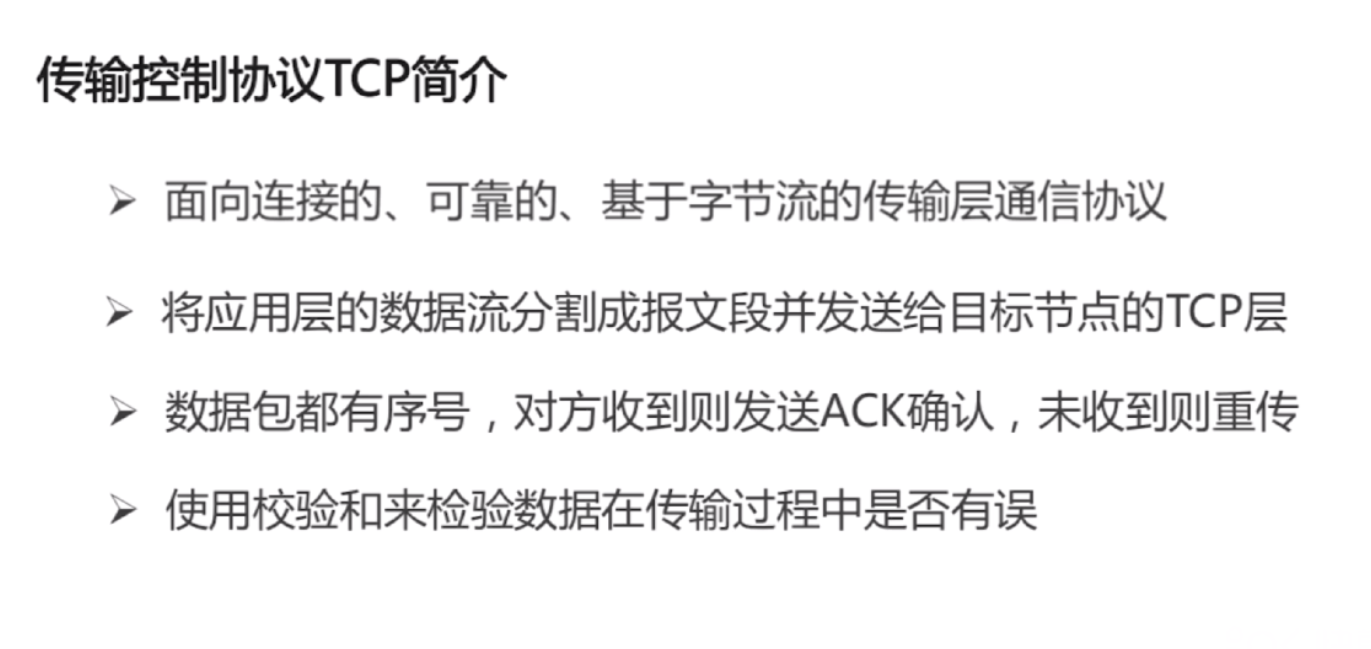 传输控制协议TCP简介
➢ 面向连接的、可靠的、基于字节流的传输层通信协议
➢ 将应用层的数据流分割成报文段并发送给目标节点的TCP层
➢ 数据包都有序号，对方收到则发送ACK确认，未收到则重传
➢ 使用校验和来检验数据在传输过程中是否有误